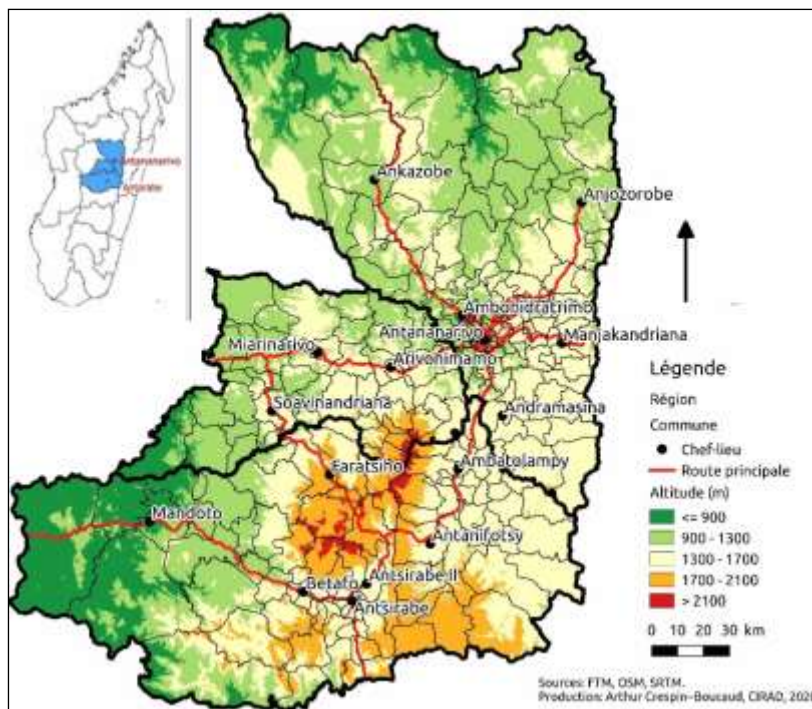 Antananarivo
Antsirabe
Ankazobe
Anjozorobe
Ambohidratrimo
Antananarivo
Manjakandriana
Miarinarivo
Arivonimamo
Soavinandriana
Andramasina
Faratsiho
Ambatolampy
Mandoto
Antanifotsy
Betafo
Antsirabe II
Antsirabe
Légende
Région
Commune
Chef-lieu
Route principale
Altitude (m)
<= 900
900 - 1300
1300 - 1700
1700 - 2100
> 2100
0 10 20 30 km
Sources: FTM, OSM, SRTM.
Production: Arthur Crespin-Boucaud, CIRAD, 2020